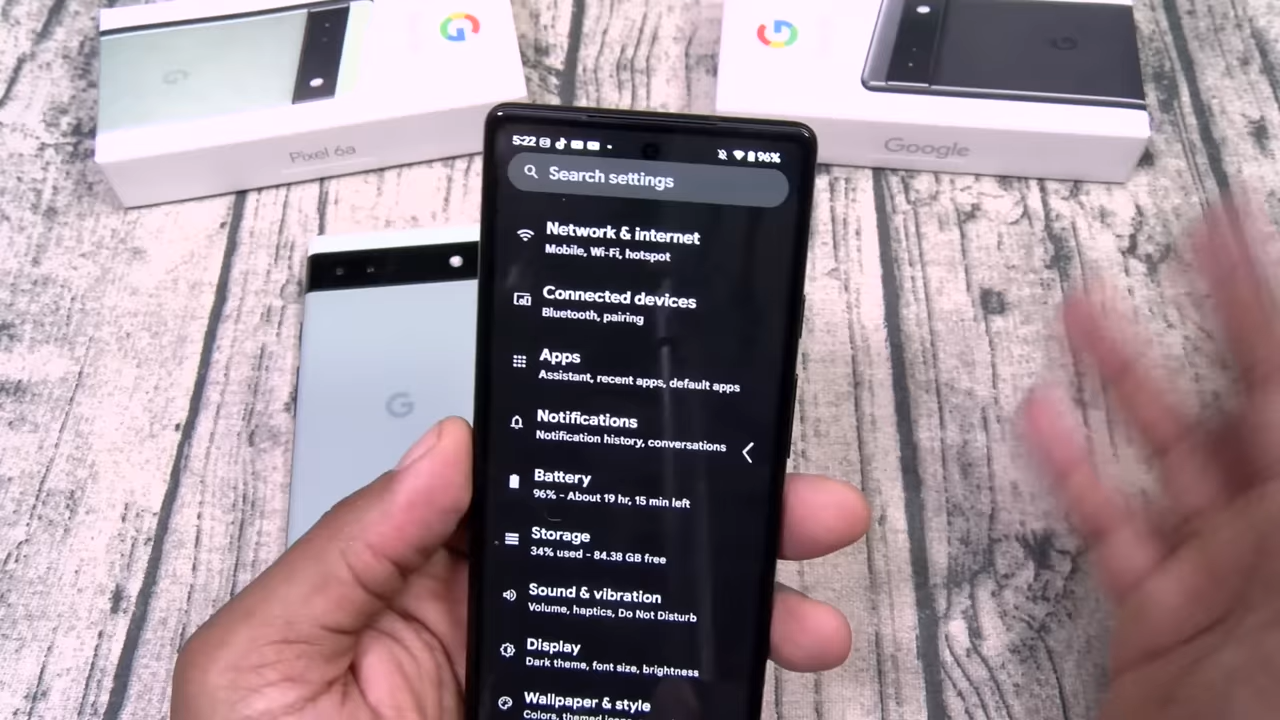 Pixel 6a
Google
5:22
96%
Search settings
Network & internet
Mobile, Wi-Fi, hotspot
Connected devices
Bluetooth, pairing
Apps
Assistant, recent apps, default apps
Notifications
Notification history, conversations
Battery
96% - About 19 hr, 15 min left
Storage
34% used - 84.38 GB free
Sound & vibration
Volume, haptics, Do Not Disturb
Display
Dark theme, font size, brightness
Wallpaper & style
Colors, themed